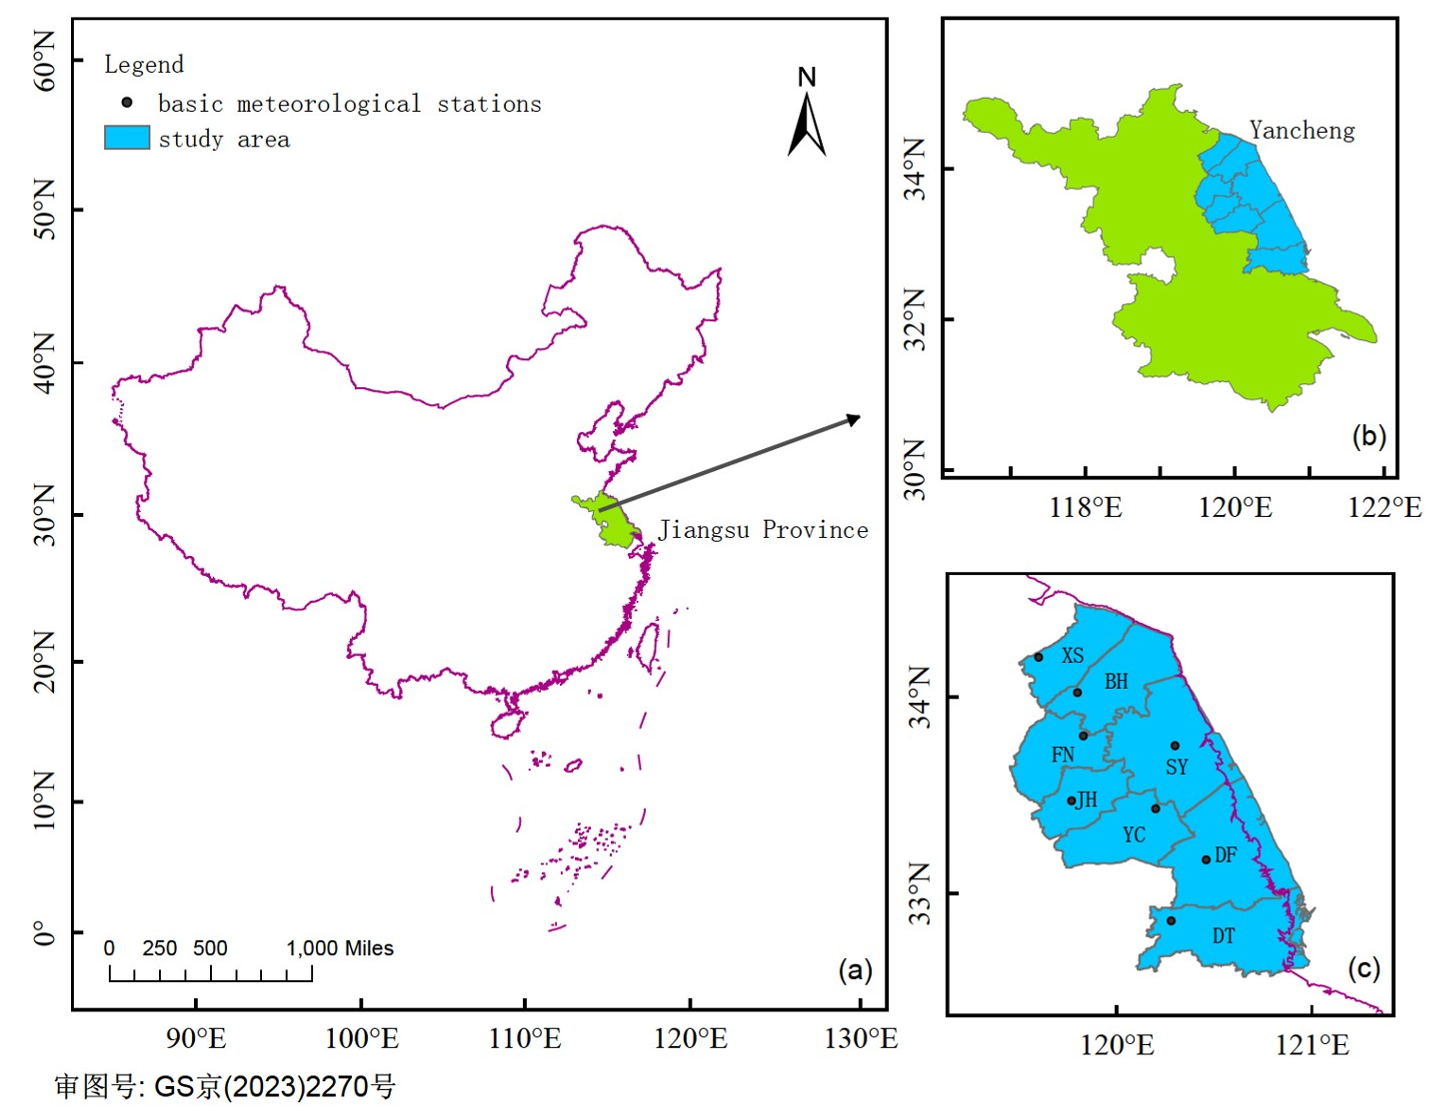 Legend
basic meteorological stations
study area
N
60°N
50°N
40°N
30°N
20°N
10°N
0°
Jiangsu Province
0 250 500 1,000 Miles
(a)
90°E 100°E 110°E 120°E 130°E
Yancheng
34°N
32°N
30°N
(b)
118°E 120°E 122°E
XS
BH
FN
SY
JH
YC
DF
DT
34°N
33°N
(c)
120°E 121°E
审图号: GS京(2023)2270号